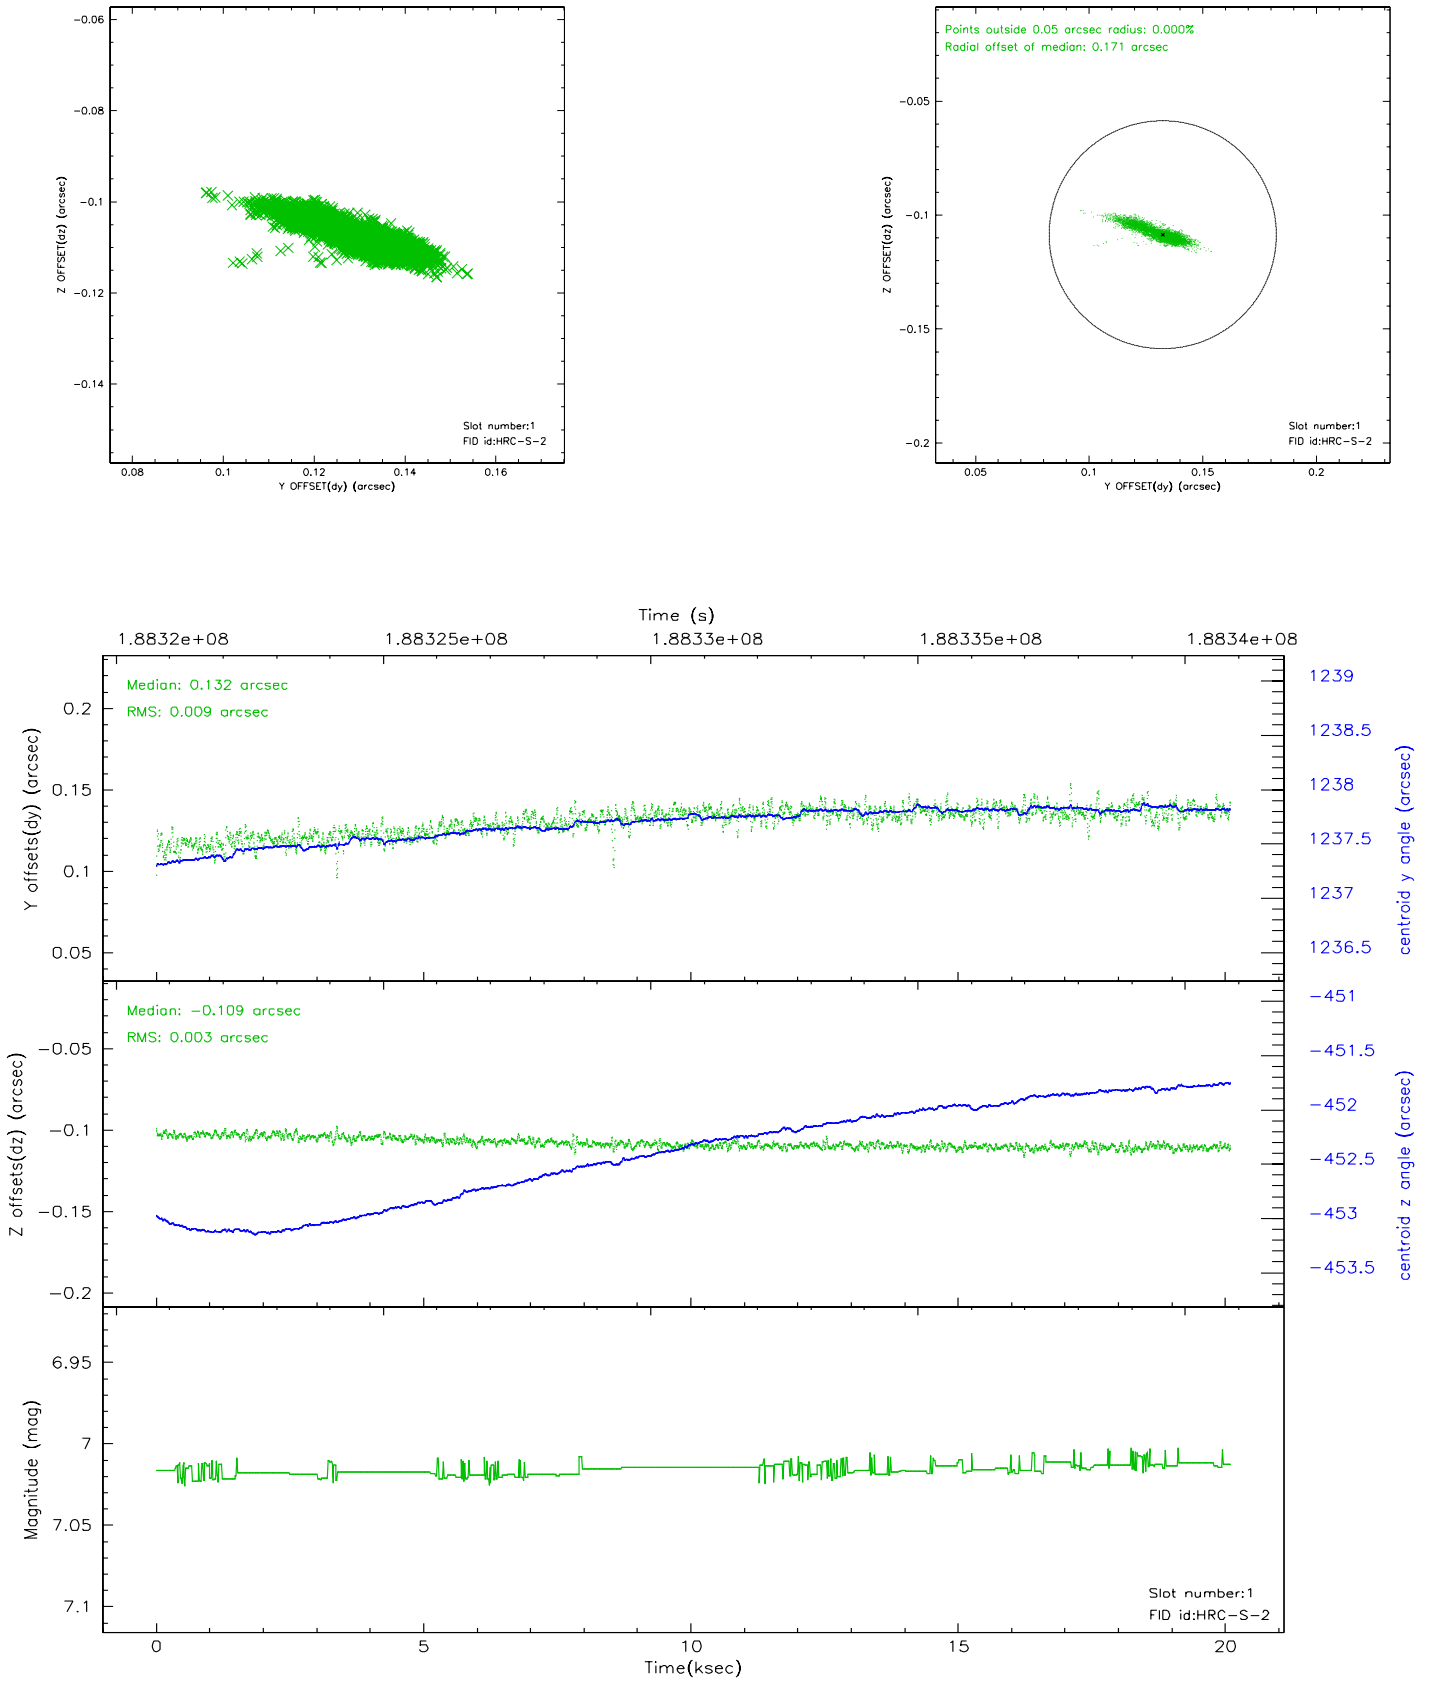 −0.06
−0.08
−0.1
−0.12
−0.14
Z OFFSET(dz) (arcsec)
Slot number:1
FID id:HRC−S−2
0.08 0.1 0.12 0.14 0.16
Y OFFSET(dy) (arcsec)
Points outside 0.05 arcsec radius: 0.000%
Radial offset of median: 0.171 arcsec
−0.05
−0.1
−0.15
−0.2
Z OFFSET(dz) (arcsec)
Slot number:1
FID id:HRC−S−2
0.05 0.1 0.15 0.2
Y OFFSET(dy) (arcsec)
Time (s)
1.8832e+08 1.88325e+08 1.8833e+08 1.88335e+08 1.8834e+08
Median: 0.132 arcsec
RMS: 0.009 arcsec
0.2
0.15
0.1
0.05
Y offsets(dy) (arcsec)
1239
1238.5
1238
1237.5
1237
1236.5
centroid y angle (arcsec)
Median: −0.109 arcsec
RMS: 0.003 arcsec
−0.05
−0.1
−0.15
−0.2
Z offsets(dz) (arcsec)
−451
−451.5
−452
−452.5
−453
−453.5
centroid z angle (arcsec)
6.95
7
7.05
7.1
Magnitude (mag)
Slot number:1
FID id:HRC−S−2
0 5 10 15 20
Time(ksec)